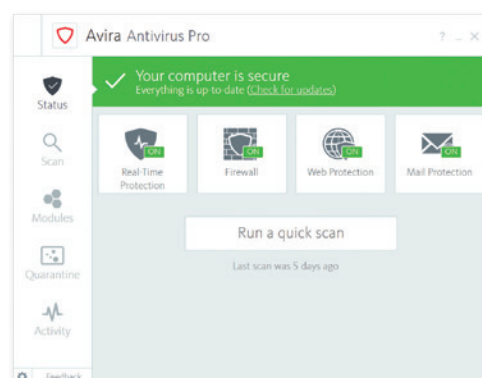 Avira Antivirus Pro
? – ×
Your computer is secure
Everything is up-to-date (Check for updates)
Status
Scan
Modules
Quarantine
Activity
Feedback
ON
Real-Time
Protection
ON
Firewall
ON
Web Protection
ON
Mail Protection
Run a quick scan
Last scan was 5 days ago